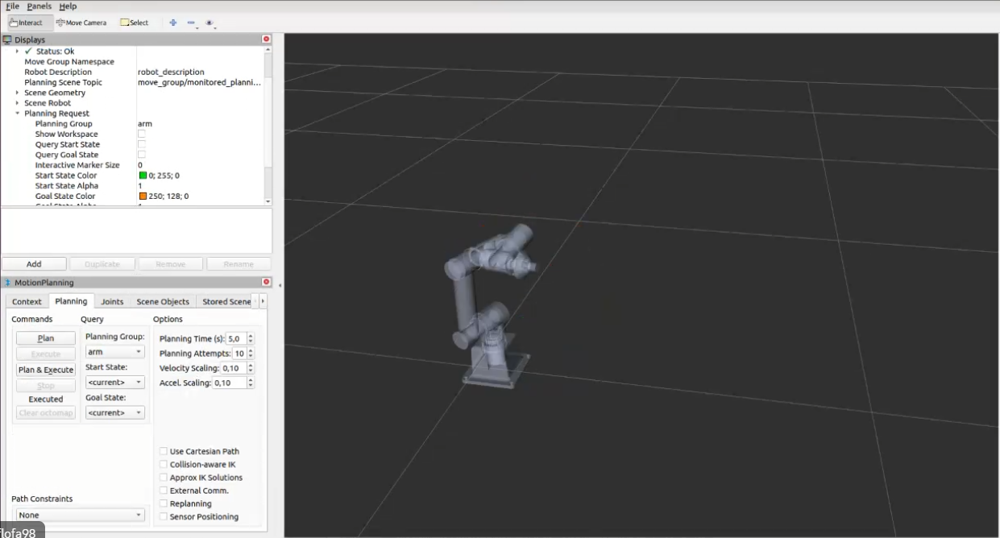 File Panels Help
Interact Move Camera Select
Displays
Status: Ok
Move Group Namespace
Robot Description robot_description
Planning Scene Topic move_group/monitored_planni...
Scene Geometry
Scene Robot
Planning Request
Planning Group arm
Show Workspace
Query Start State
Query Goal State
Interactive Marker Size 0
Start State Color 0; 255; 0
Start State Alpha 1
Goal State Color 250; 128; 0
Add Duplicate Remove Rename
MotionPlanning
Context Planning Joints Scene Objects Stored Scene
Commands Query Options
Plan
Execute
Plan & Execute
Stop
Executed
Clear octomap
Planning Group:
arm
Start State:
<current>
Goal State:
<current>
Planning Time (s): 5,0
Planning Attempts: 10
Velocity Scaling: 0,10
Accel. Scaling: 0,10
Use Cartesian Path
Collision-aware IK
Approx IK Solutions
External Comm.
Replanning
Sensor Positioning
Path Constraints
None